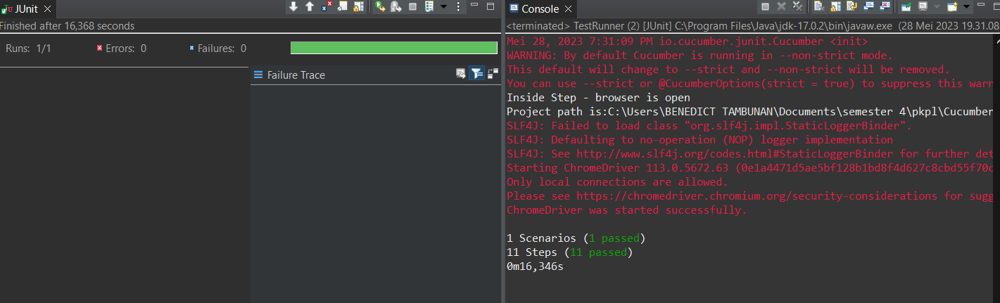 JUnit
Finished after 16,368 seconds
Runs: 1/1
Errors: 0
Failures: 0
Failure Trace
Console
<terminated> TestRunner (2) [JUnit] C:\Program Files\Java\jdk-17.0.2\bin\javaw.exe (28 Mei 2023 19.31.08
Mei 28, 2023 7:31:09 PM io.cucumber.junit.Cucumber <init>
WARNING: By default Cucumber is running in --non-strict mode.
This default will change to --strict and --non-strict will be removed.
You can use --strict or @CucumberOptions(strict = true) to suppress this warn
Inside Step - browser is open
Project path is:C:\Users\BENEDICT TAMBUNAN\Documents\semester 4\pkpl\Cucumber
SLF4J: Failed to load class "org.slf4j.impl.StaticLoggerBinder".
SLF4J: Defaulting to no-operation (NOP) logger implementation
SLF4J: See http://www.slf4j.org/codes.html#StaticLoggerBinder for further det
Starting ChromeDriver 113.0.5672.63 (0e1a4471d5ae5bf128b1bd8f4d627c8cbd55f70c
Only local connections are allowed.
Please see https://chromedriver.chromium.org/security-considerations for sugg
ChromeDriver was started successfully.
1 Scenarios (1 passed)
11 Steps (11 passed)
0m16,346s